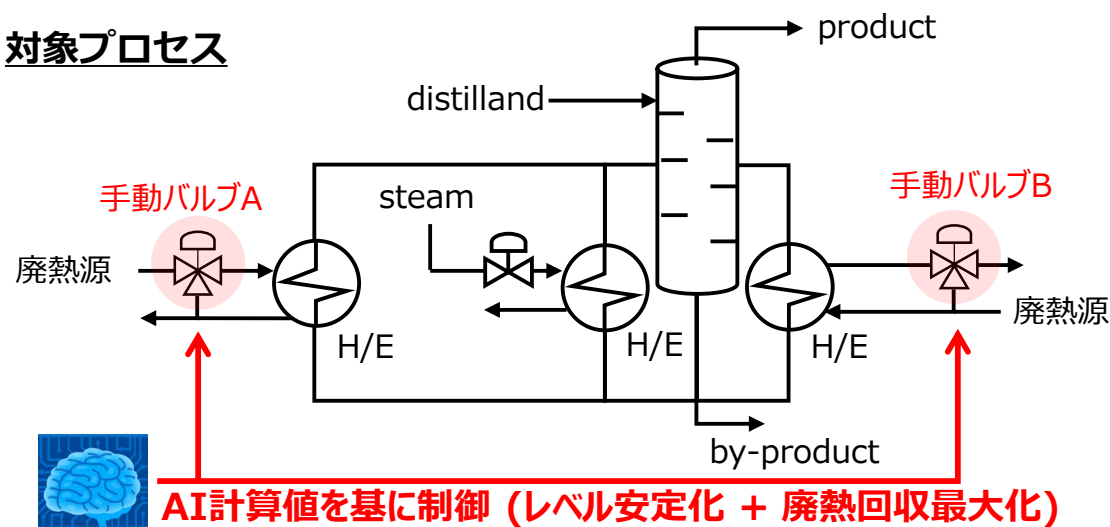 対象プロセス
product
distilland
手動バルブA
steam
手動バルブB
廃熱源
廃熱源
H/E
H/E
H/E
by-product
AI計算値を基に制御 (レベル安定化 + 廃熱回収最大化)